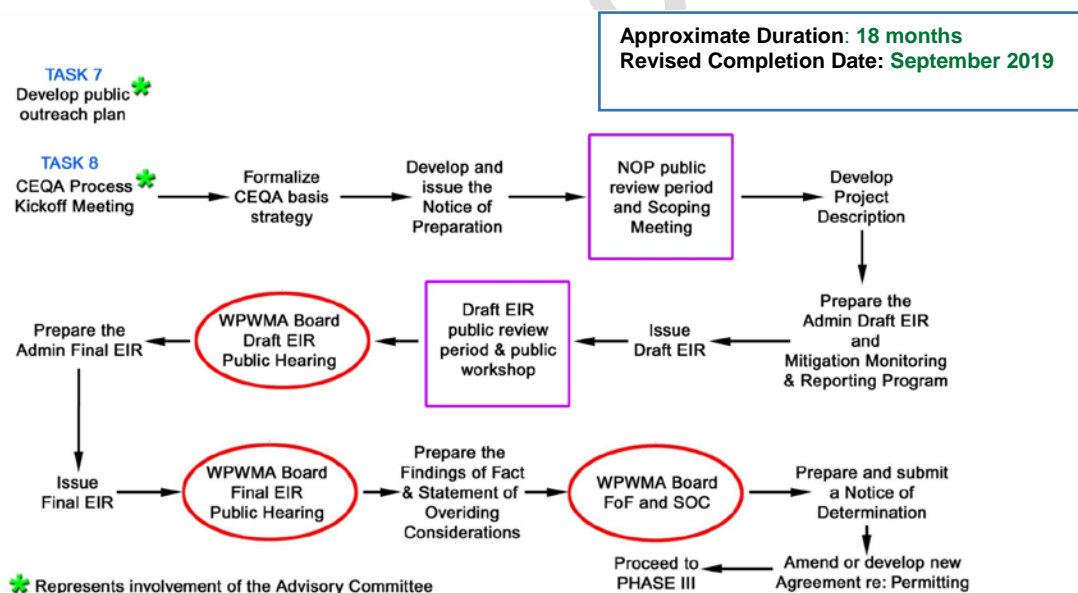 Approximate Duration: 18 months
Revised Completion Date: September 2019
TASK 7
Develop public
outreach plan
TASK 8
CEQA Process
Kickoff Meeting
Formalize
CEQA basis
strategy
Develop and
issue the
Notice of
Preparation
NOP public
review period
and Scoping
Meeting
Develop
Project
Description
Prepare the
Admin Draft EIR
and
Mitigation Monitoring
& Reporting Program
Issue
Draft EIR
Draft EIR
public review
period & public
workshop
WPWMA Board
Draft EIR
Public Hearing
Prepare the
Admin Final EIR
Issue
Final EIR
WPWMA Board
Final EIR
Public Hearing
Prepare the
Findings of Fact
& Statement of
Overiding
Considerations
WPWMA Board
FoF and SOC
Prepare and submit
a Notice of
Determination
Amend or develop new
Agreement re: Permitting
Proceed to
PHASE III
Represents involvement of the Advisory Committee